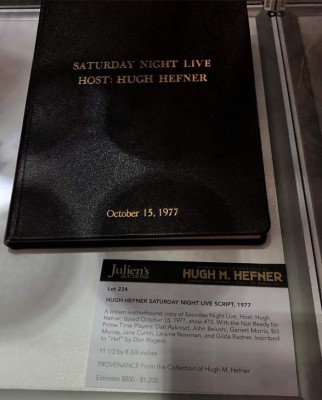 SATURDAY NIGHT LIVE
HOST: HUGH HEFNER
October 15, 1977
Julien's
AUCTIONS
HUGH M. HEFNER
Lot 234
HUGH HEFNER SATURDAY NIGHT LIVE SCRIPT, 1977
A brown leatherbound copy of Saturday Night Live, Host: Hugh
Hefner, dated October 15, 1977, show #73 With the Not Ready for
Prime Time Players: Dan Aykroyd, John Belushi, Garrett Morris, Bill
Murray, Jane Curtin, Laraine Newman, and Gilda Radner. Inscribed
to "Hef" by Don Rogers.
11 1/2 by 8 3/4 inches
PROVENANCE From the Collection of Hugh M. Hefner
Estimate $800 - $1,200